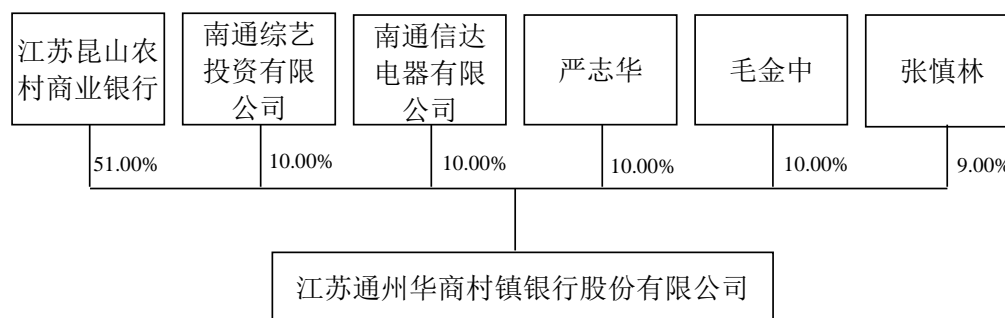 江苏昆山农
村商业银行
南通综艺
投资有限
公司
南通信达
电器有限
公司
严志华
毛金中
张慎林
51.00%
10.00%
10.00%
10.00%
10.00%
9.00%
江苏通州华商村镇银行股份有限公司